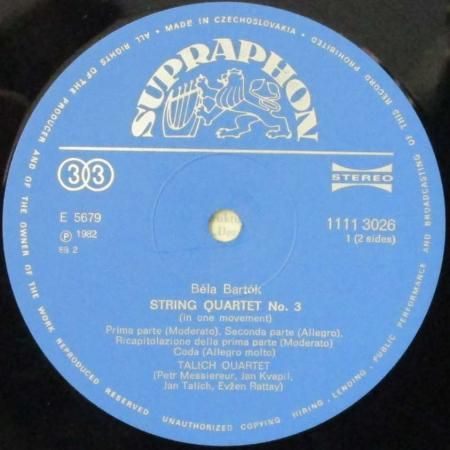 • MADE IN CZECHOSLOVAKIA •
ALL RIGHTS OF THE PRODUCER AND OF THE OWNER OF THE WORK REPRODUCED RESERVED UNAUTHORIZED COPYING HIRING, LENDING, PUBLIC PERFORMANCE AND BROADCASTING OF THIS RECORD PROHIBITED
SUPRAPHON
33
STEREO
E 5679
1111 3026
Ⓟ 1982
1 (2 sides)
Béla Bartók
STRING QUARTET No. 3
(in one movement)
Prima parte (Moderato). Seconda parte (Allegro).
Ricapitolazione della prima parte (Moderato)
Coda (Allegro molto)
TALICH QUARTET
(Petr Messiereur, Jan Kvapil,
Jan Talich, Evžen Rattay)